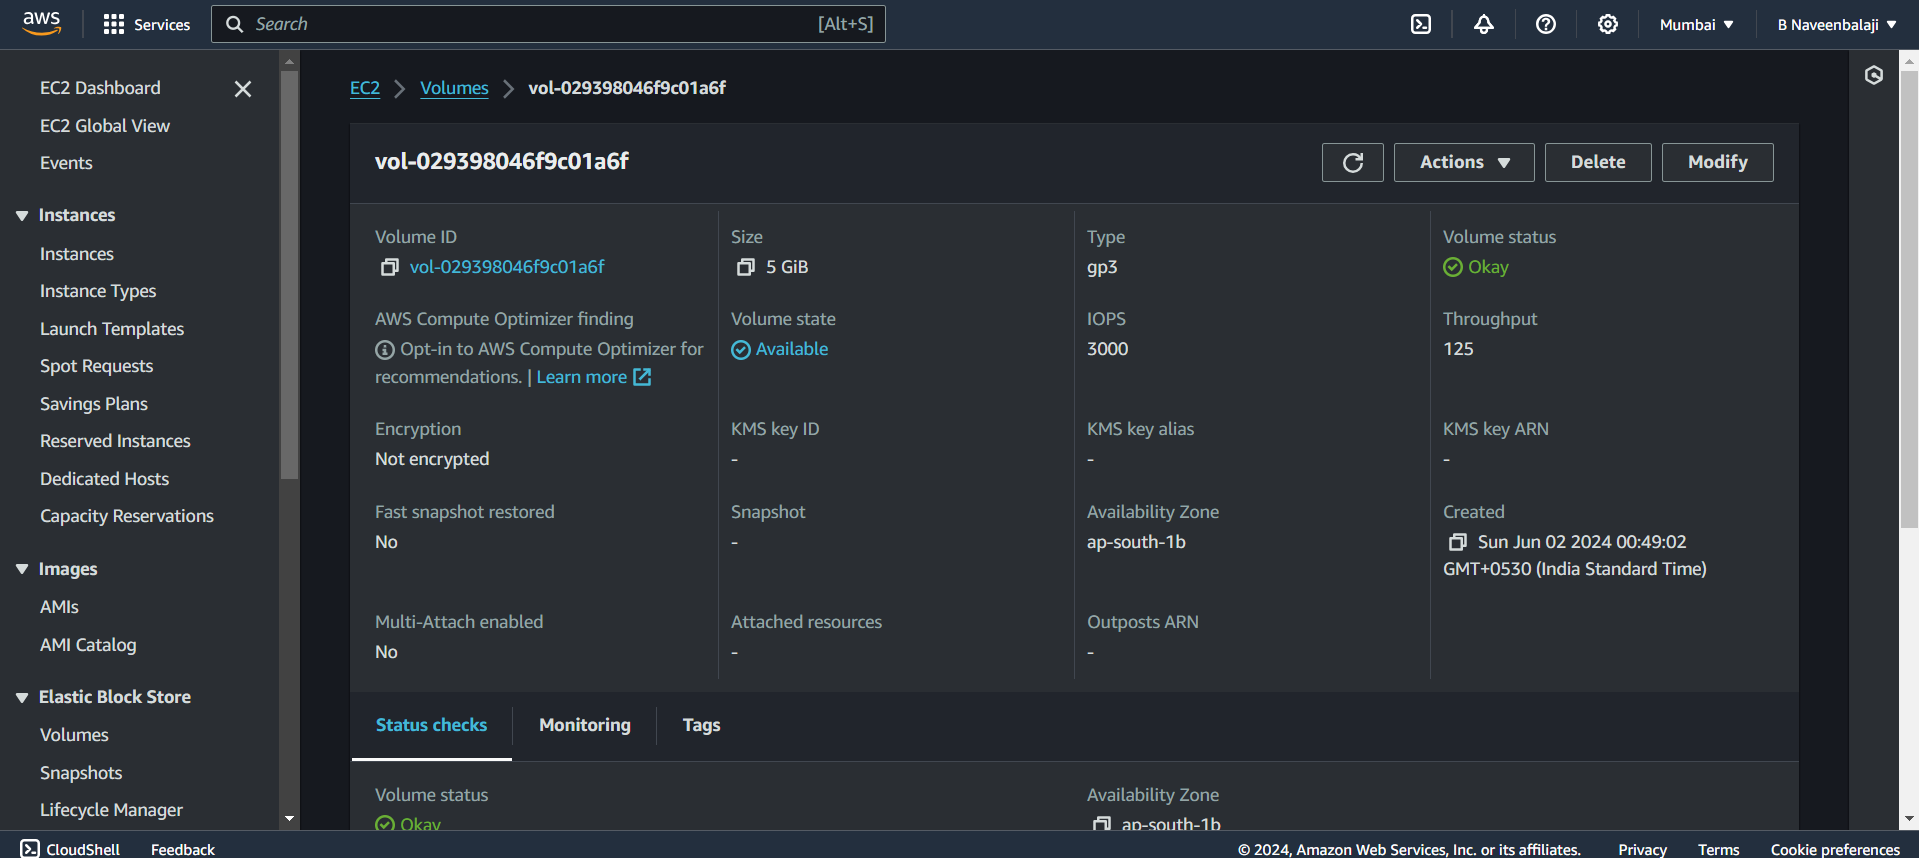 aws
Services
Search [Alt+S]
Mumbai
B Naveenbalaji
EC2 Dashboard
EC2 Global View
Events
Instances
Instances
Instance Types
Launch Templates
Spot Requests
Savings Plans
Reserved Instances
Dedicated Hosts
Capacity Reservations
Images
AMIs
AMI Catalog
Elastic Block Store
Volumes
Snapshots
Lifecycle Manager
EC2 Volumes vol-029398046f9c01a6f
vol-029398046f9c01a6f
Actions
Delete
Modify
Volume ID
vol-029398046f9c01a6f
Size
5 GiB
Type
gp3
Volume status
Okay
AWS Compute Optimizer finding
Opt-in to AWS Compute Optimizer for
recommendations. | Learn more
Volume state
Available
IOPS
3000
Throughput
125
Encryption
Not encrypted
KMS key ID
-
KMS key alias
-
KMS key ARN
-
Fast snapshot restored
No
Snapshot
-
Availability Zone
ap-south-1b
Created
Sun Jun 02 2024 00:49:02
GMT+0530 (India Standard Time)
Multi-Attach enabled
No
Attached resources
-
Outposts ARN
-
Status checks
Monitoring
Tags
Volume status
Okay
Availability Zone
ap-south-1b
CloudShell
Feedback
© 2024, Amazon Web Services, Inc. or its affiliates.
Privacy
Terms
Cookie preferences